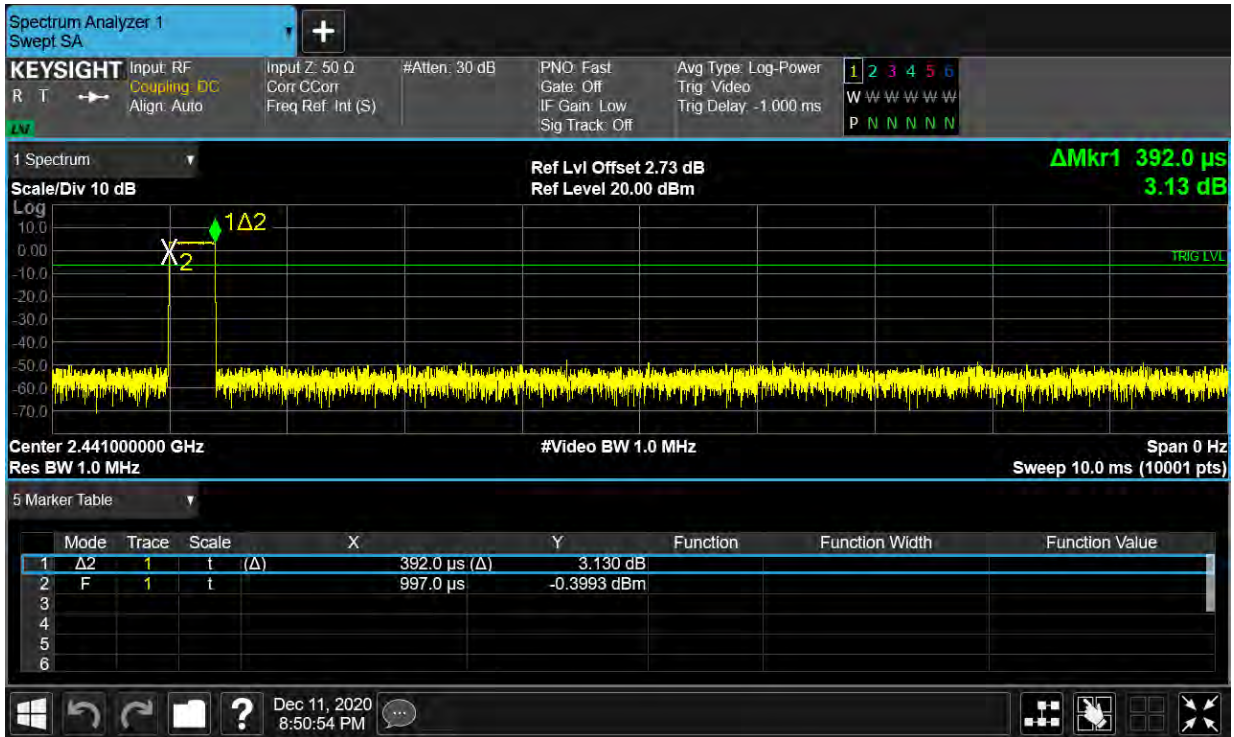 Spectrum Analyzer 1
Swept SA
+
KEYSIGHT Input: RF Input Z: 50 Ω #Atten: 30 dB PNO: Fast Avg Type: Log-Power 1 2 3 4 5 6
R T Coupling: DC Corr CCorr Gate: Off Trig: Video W W W W W W
Align: Auto Freq Ref: Int (S) IF Gain: Low Trig Delay: -1.000 ms P N N N N N
Sig Track: Off
1 Spectrum
Ref Lvl Offset 2.73 dB ΔMkr1 392.0 µs
Scale/Div 10 dB Ref Level 20.00 dBm 3.13 dB
Log
1Δ2
10.0
0.00
2
TRIG LVL
-10.0
-20.0
-30.0
-40.0
-50.0
-60.0
-70.0
Center 2.441000000 GHz #Video BW 1.0 MHz Span 0 Hz
Res BW 1.0 MHz Sweep 10.0 ms (10001 pts)
5 Marker Table
Mode Trace Scale X Y Function Function Width Function Value
1 Δ2 1 t (Δ) 392.0 µs (Δ) 3.130 dB
2 F 1 t 997.0 µs -0.3993 dBm
3
4
5
6
? Dec 11, 2020
8:50:54 PM